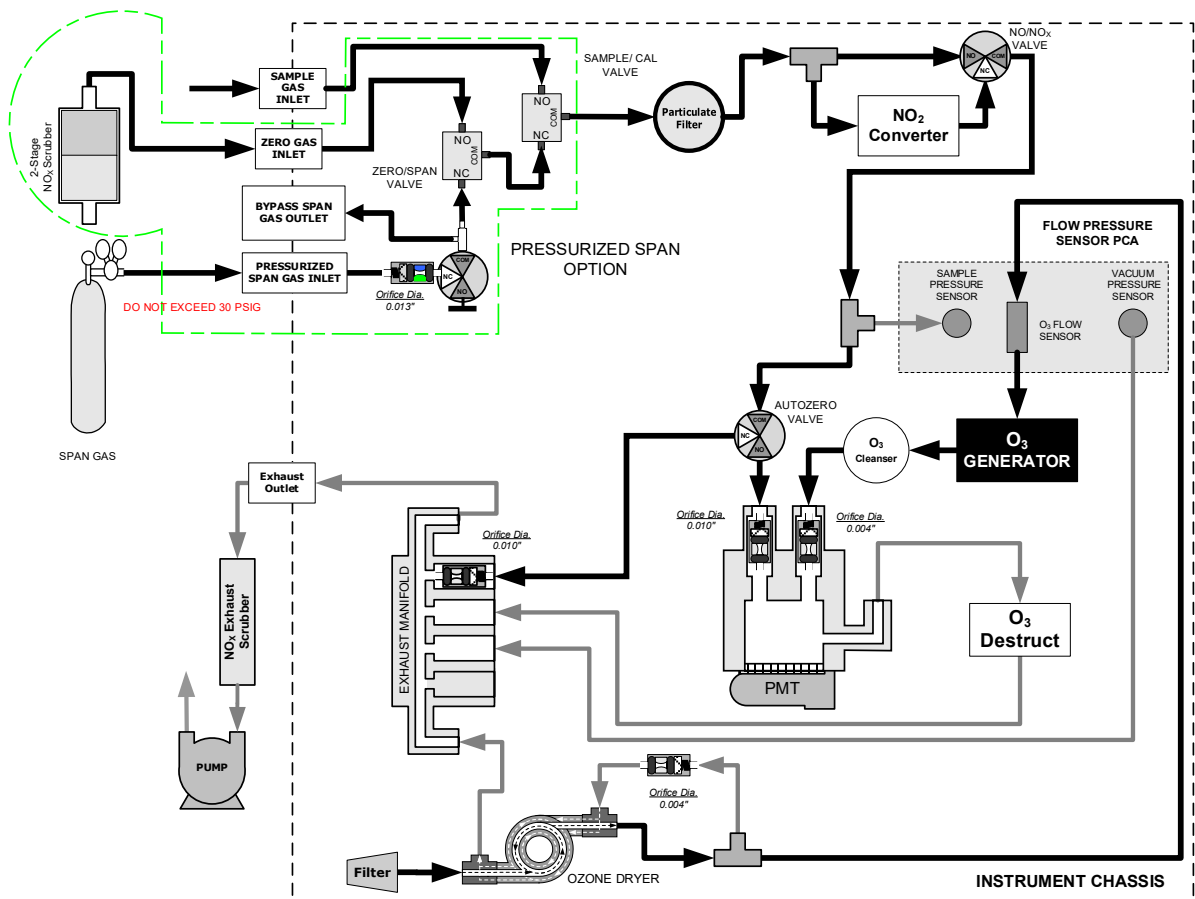 NO/NOX
VALVE
SAMPLE/ CAL
VALVE
SAMPLE
GAS
INLET
NO
COM
NC
Particulate
Filter
NO
COM
NC
NO2
Converter
2-Stage
NOX Scrubber
ZERO GAS
INLET
NO
COM
NC
ZERO/SPAN
VALVE
BYPASS SPAN
GAS OUTLET
PRESSURIZED
SPAN GAS INLET
COM
NC
NO
Orifice Dia.
0.013"
PRESSURIZED SPAN
OPTION
DO NOT EXCEED 30 PSIG
SPAN GAS
FLOW PRESSURE
SENSOR PCA
SAMPLE
PRESSURE
SENSOR
O3 FLOW
SENSOR
VACUUM
PRESSURE
SENSOR
AUTOZERO
VALVE
COM
NC
NO
O3
Cleanser
O3
GENERATOR
Exhaust
Outlet
Orifice Dia.
0.010"
Orifice Dia.
0.004"
Orifice Dia.
0.010"
EXHAUST MANIFOLD
NOX Exhaust
Scrubber
O3
Destruct
PMT
PUMP
Orifice Dia.
0.004"
Filter
OZONE DRYER
INSTRUMENT CHASSIS